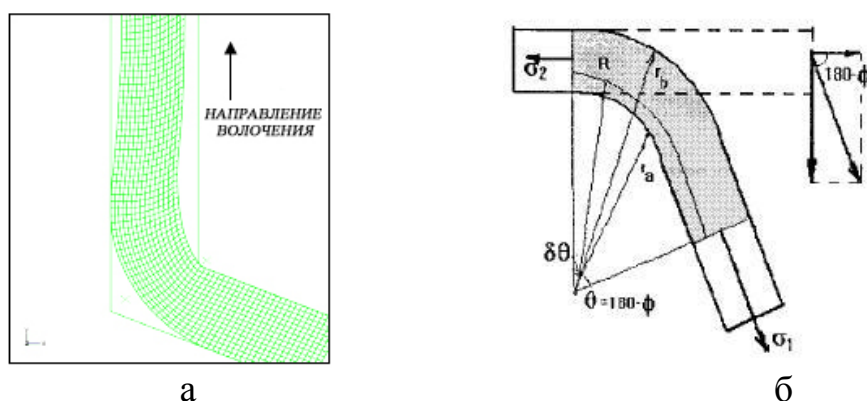 НАПРАВЛЕНИЕ
ВОЛОЧЕНИЯ
а
σ2
R
rb
ra
δθ
θ=180-ф
σ1
180-ф
б